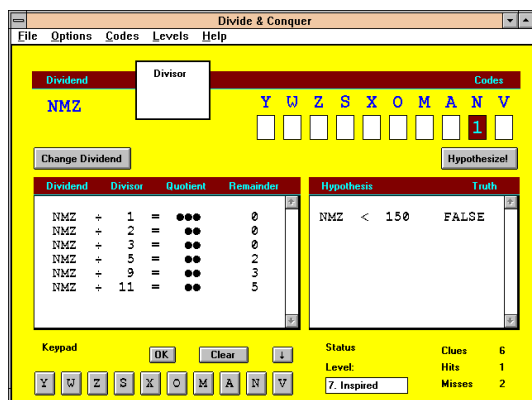 Divide & Conquer
File Options Codes Levels Help
Divisor
Dividend Codes
NMZ
Y W Z S X O M A N V
1
Change Dividend Hypothesize!
Dividend Divisor Quotient Remainder
NMZ ÷ 1 = ●●● 0
NMZ ÷ 2 = ●● 0
NMZ ÷ 3 = ●● 0
NMZ ÷ 5 = ●● 2
NMZ ÷ 9 = ●● 3
NMZ ÷ 11 = ●● 5
Hypothesis Truth
NMZ < 150 FALSE
Keypad OK Clear ↓
Y W Z S X O M A N V
Status
Level:
7. Inspired
Clues 6
Hits 1
Misses 2